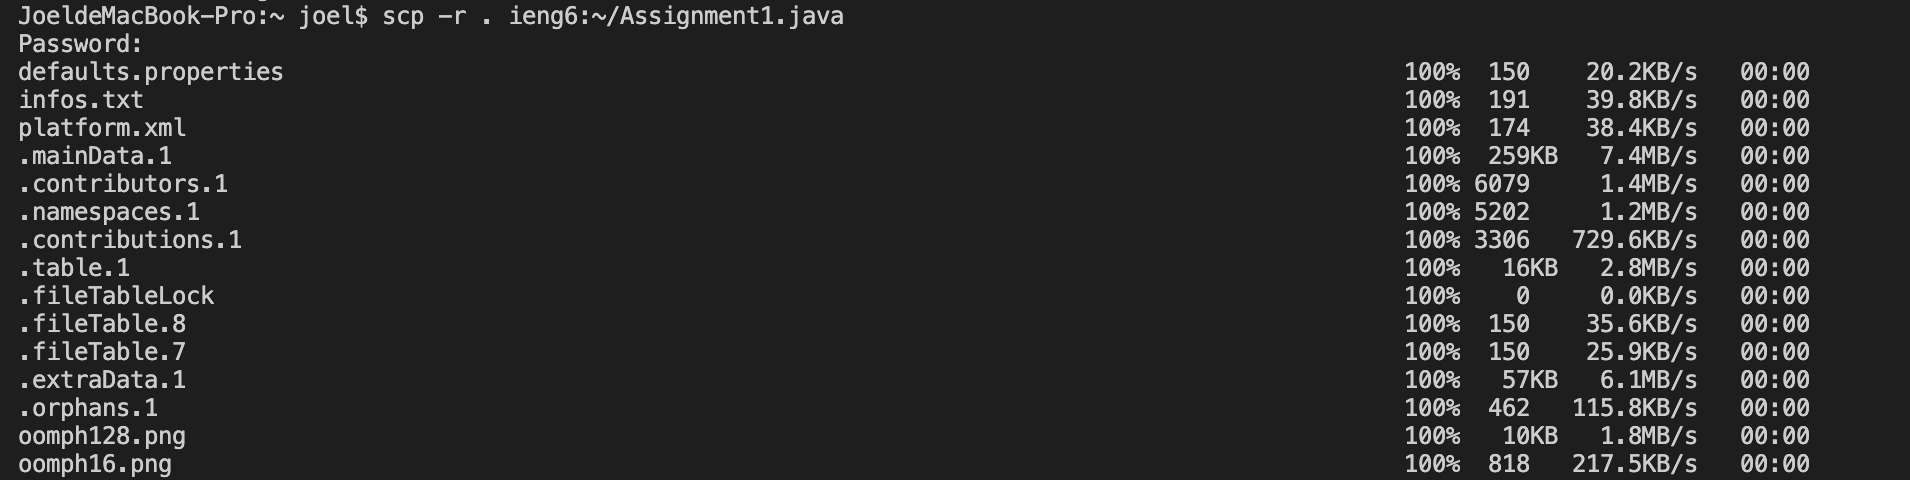 JoeldeMacBook-Pro:~ joel$ scp -r . ieng6:~/Assignment1.java
Password:
defaults.properties 100% 150 20.2KB/s 00:00
infos.txt 100% 191 39.8KB/s 00:00
platform.xml 100% 174 38.4KB/s 00:00
.mainData.1 100% 259KB 7.4MB/s 00:00
.contributors.1 100% 6079 1.4MB/s 00:00
.namespaces.1 100% 5202 1.2MB/s 00:00
.contributions.1 100% 3306 729.6KB/s 00:00
.table.1 100% 16KB 2.8MB/s 00:00
.fileTableLock 100% 0 0.0KB/s 00:00
.fileTable.8 100% 150 35.6KB/s 00:00
.fileTable.7 100% 150 25.9KB/s 00:00
.extraData.1 100% 57KB 6.1MB/s 00:00
.orphans.1 100% 462 115.8KB/s 00:00
oomph128.png 100% 10KB 1.8MB/s 00:00
oomph16.png 100% 818 217.5KB/s 00:00